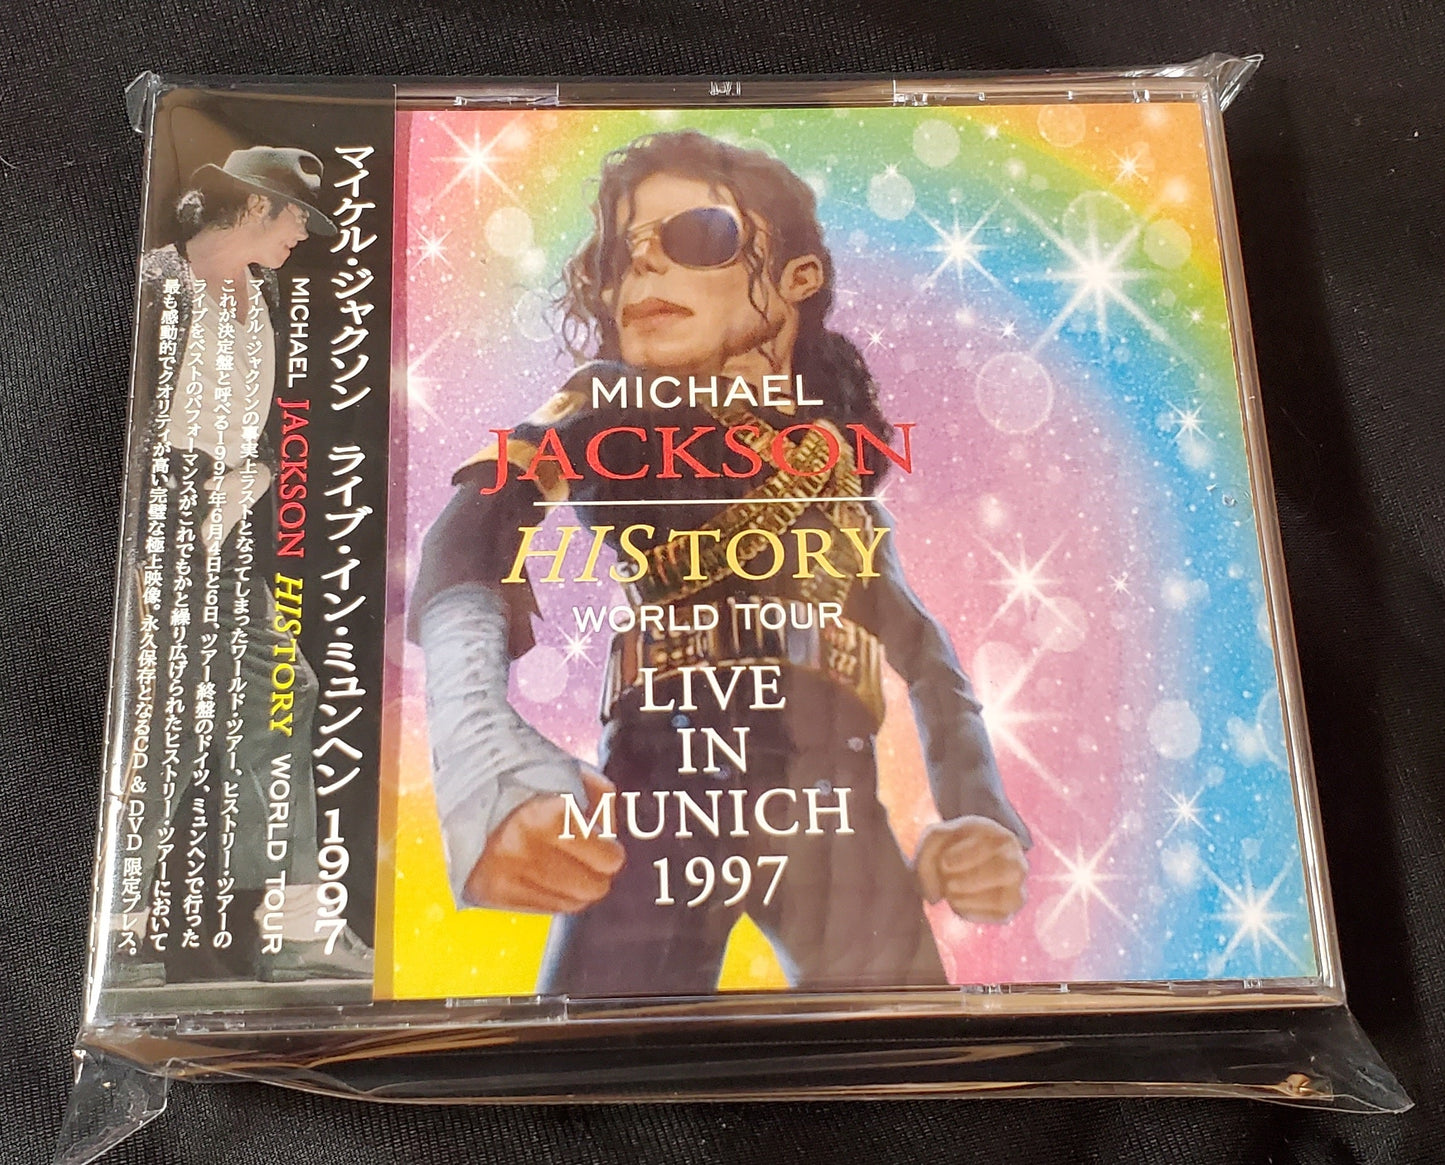 マイケル・ジャクソン ライブ・イン・ミュンヘン 1997
MICHAEL JACKSON HISTORY WORLD TOUR
マイケル・ジャクソンの事実上ラストとなってしまったワールド・ツアー、ヒストリー・ツアーの
これが決定盤と呼べる1997年6月4日と6日、ツアー終盤のドイツ、ミュンヘンで行った
ライブをベストのパフォーマンスがこれでもかと繰り広げられたヒストリー・ツアーにおいて
最も感動的でクオリティが高い完璧な極上映像。永久保存となるCD & DVD 限定プレス。
MICHAEL
JACKSON
HISTORY
WORLD TOUR
LIVE
IN
MUNICH
1997